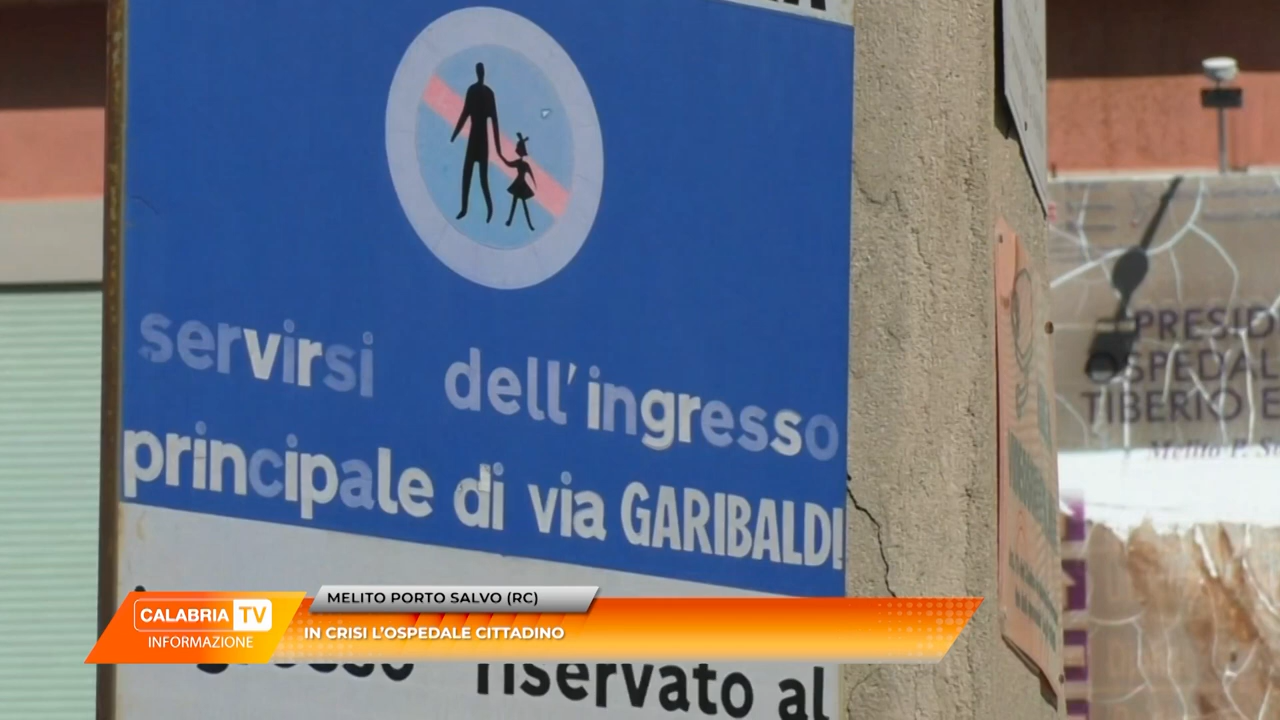 servirsi dell'ingresso
principale di via GARIBALDI
riservato al
PRESID
OSPEDAL
TIBERIO E
Melito P. S
CALABRIA TV
INFORMAZIONE
MELITO PORTO SALVO (RC)
IN CRISI L'OSPEDALE CITTADINO